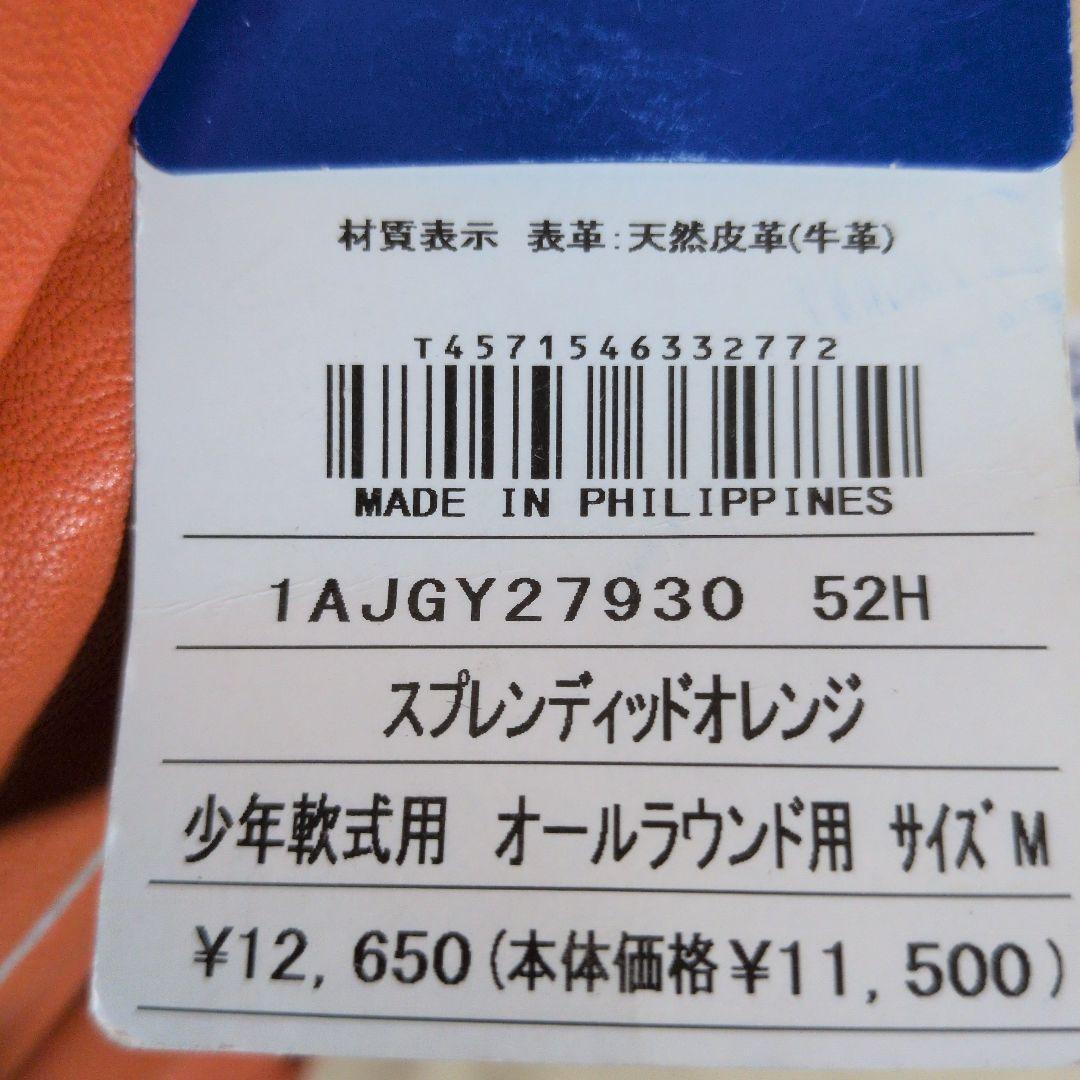 材質表示 表革:天然皮革(牛革)
T4571546332772
MADE IN PHILIPPINES
1AJGY27930 52H
スプレンディッドオレンジ
少年軟式用 オールラウンド用 サイズM
¥12,650(本体価格¥11,500)